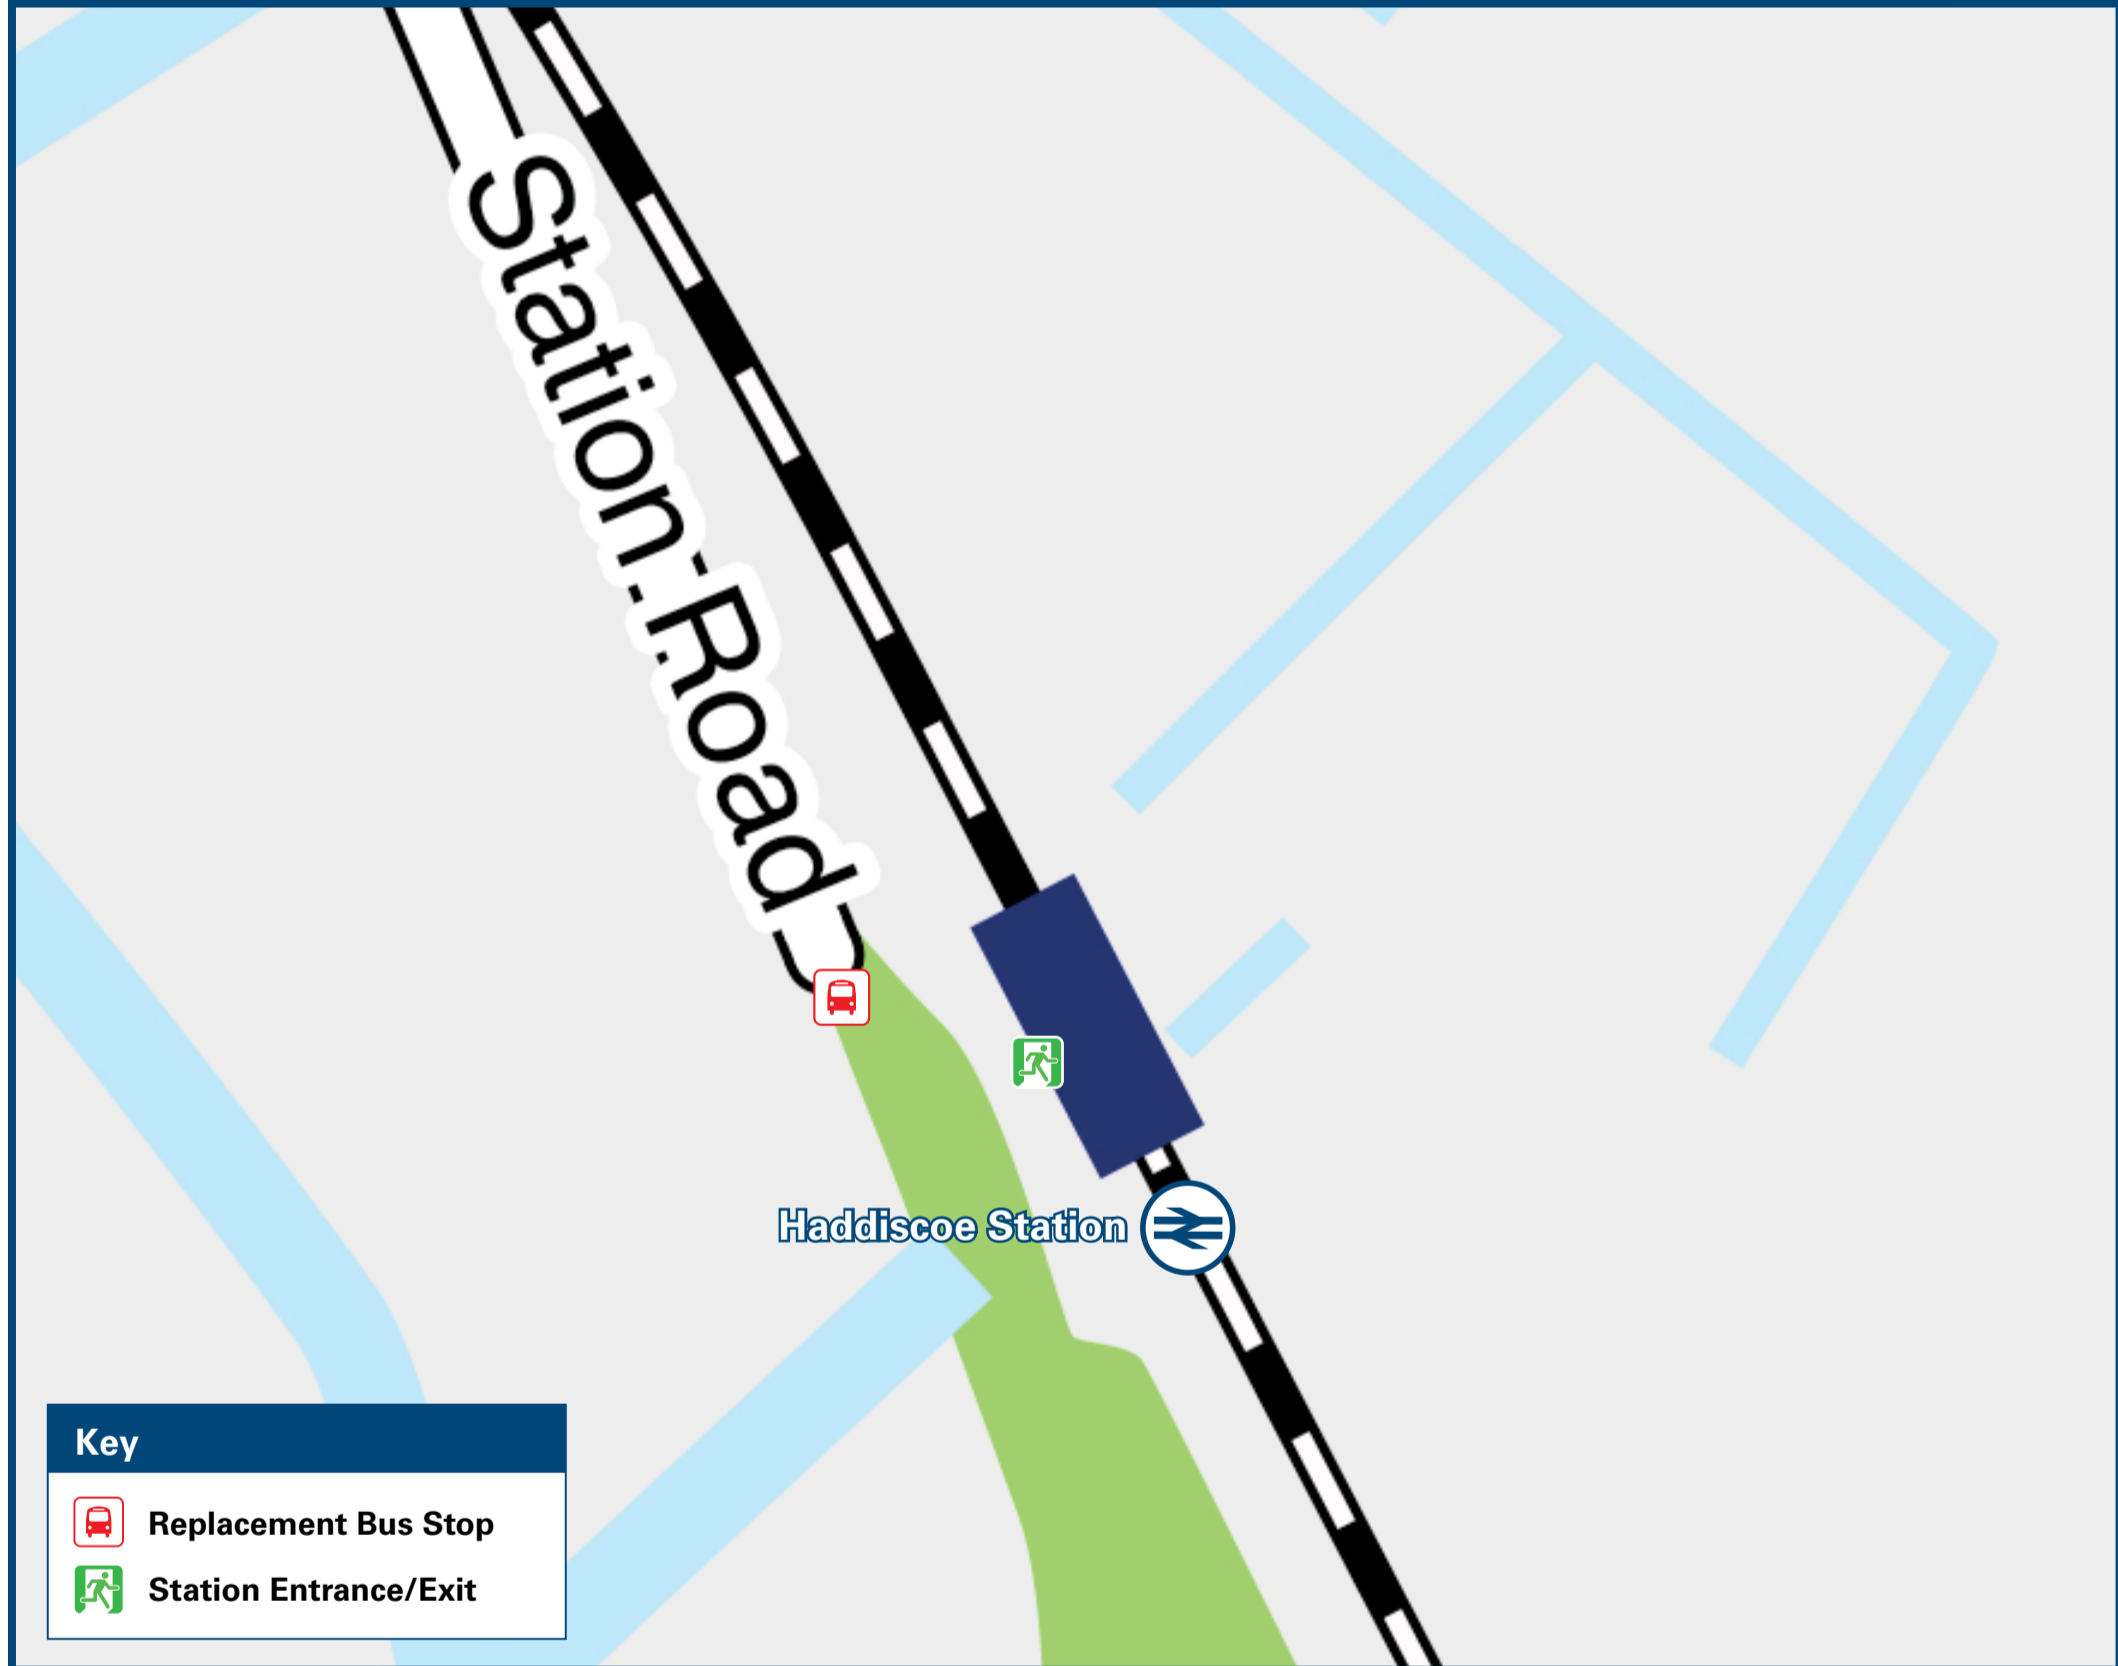 Station Road
Haddiscoe Station
Key
Replacement Bus Stop
Station Entrance/Exit